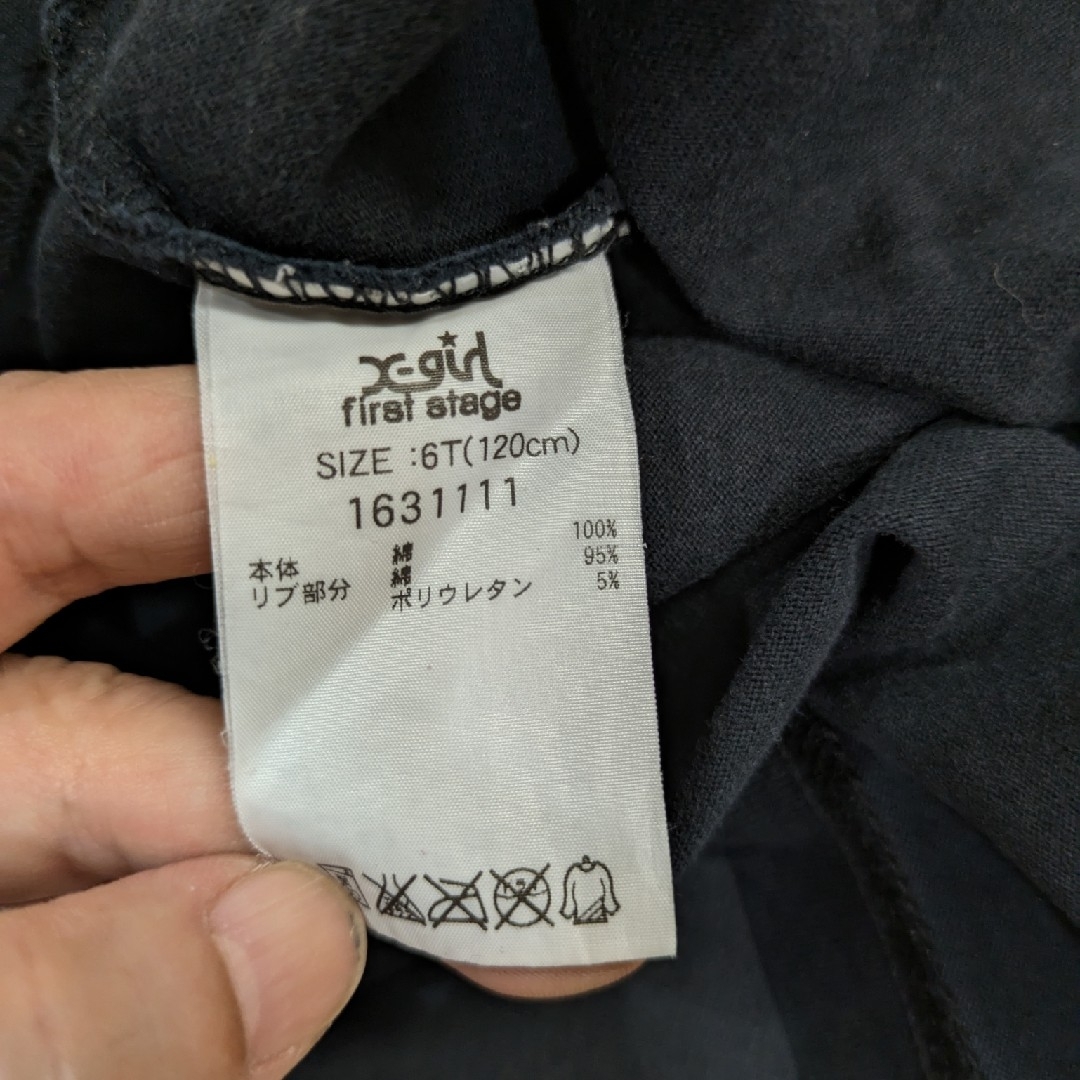 X-girl
first stage
SIZE :6T(120cm)
1631111
本体 綿 100%
リブ部分 綿 95%
ポリウレタン 5%